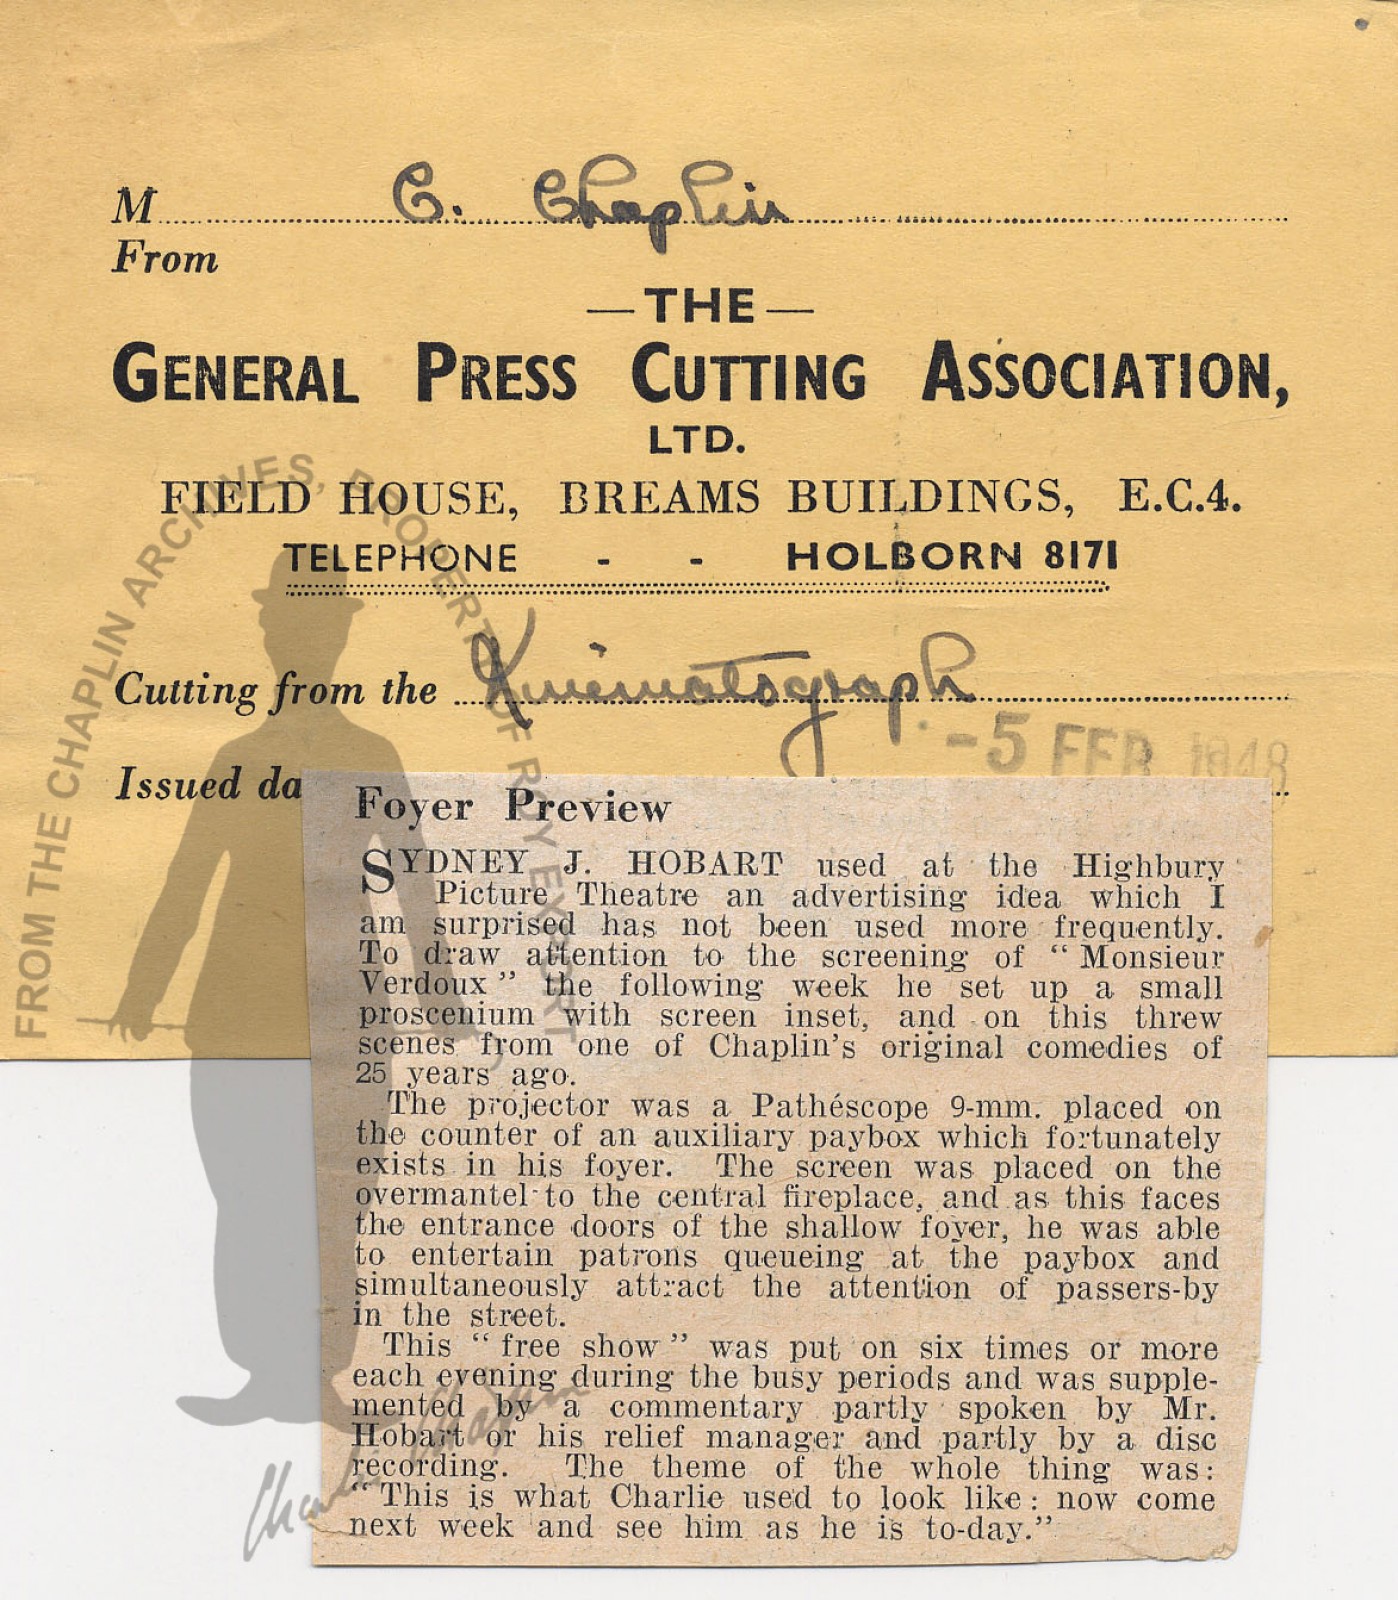 M C. Chaplin
From
— THE —
GENERAL PRESS CUTTING ASSOCIATION,
LTD.
FIELD HOUSE, BREAMS BUILDINGS, E.C.4.
TELEPHONE - - HOLBORN 8171
Cutting from the Kinematograph
-5 FEB 1948
Issued da
Foyer Preview
SYDNEY J. HOBART used at the Highbury
Picture Theatre an advertising idea which I
am surprised has not been used more frequently.
To draw attention to the screening of “ Monsieur
Verdoux ” the following week he set up a small
proscenium with screen inset, and on this threw
scenes from one of Chaplin's original comedies of
25 years ago.
The projector was a Pathéscope 9-mm. placed on
the counter of an auxiliary paybox which fortunately
exists in his foyer. The screen was placed on the
overmantel to the central fireplace, and as this faces
the entrance doors of the shallow foyer, he was able
to entertain patrons queueing at the paybox and
simultaneously attract the attention of passers-by
in the street.
This “ free show ” was put on six times or more
each evening during the busy periods and was supple-
mented by a commentary partly spoken by Mr.
Hobart or his relief manager and partly by a disc
recording. The theme of the whole thing was :
“ This is what Charlie used to look like : now come
next week and see him as he is to-day.”
FROM THE CHAPLIN ARCHIVES, PROPERTY OF ROY EXPORT
Charlie Chaplin